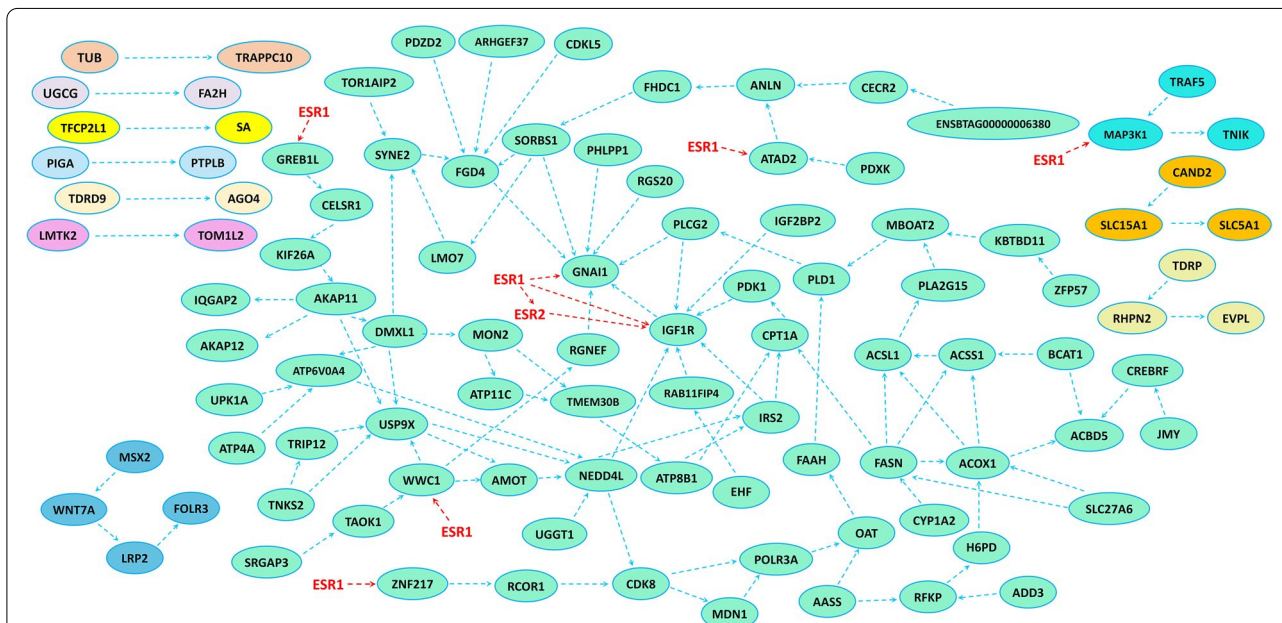 PDZD2
ARHGEF37
CDKL5
TUB
TRAPPC10
TOR1AIP2
FHDC1
ANLN
CECR2
TRAF5
UGCG
FA2H
ESR1
ENSBTAG00000006380
TFCP2L1
SA
MAP3K1
TNIK
GREB1L
SYNE2
SORBS1
PHLPP1
ESR1
ATAD2
ESR1
PIGA
PTPLB
FGD4
RGS20
PDXK
CAND2
TDRD9
AGO4
CELSR1
PLCG2
IGF2BP2
MBOAT2
KBTBD11
SLC15A1
SLC5A1
LMTK2
TOM1L2
KIF26A
LMO7
GNAI1
PLD1
TDRP
ESR1
PDK1
PLA2G15
ZFP57
IQGAP2
AKAP11
ESR2
RHPN2
EVPL
AKAP12
DMXL1
MON2
RGNEF
IGF1R
CPT1A
ACSL1
ACSS1
BCAT1
CREBRF
ATP6V0A4
UPK1A
ATP11C
TMEM30B
RAB11FIP4
IRS2
ATP4A
TRIP12
USP9X
ACBD5
JMY
MSX2
FAAH
FASN
ACOX1
WWC1
AMOT
NEDD4L
ATP8B1
EHF
WNT7A
FOLR3
TNKS2
SLC27A6
TAOK1
ESR1
UGGT1
OAT
CYP1A2
LRP2
SRGAP3
POLR3A
H6PD
ESR1
ZNF217
RCOR1
CDK8
MDN1
AASS
RFKP
ADD3